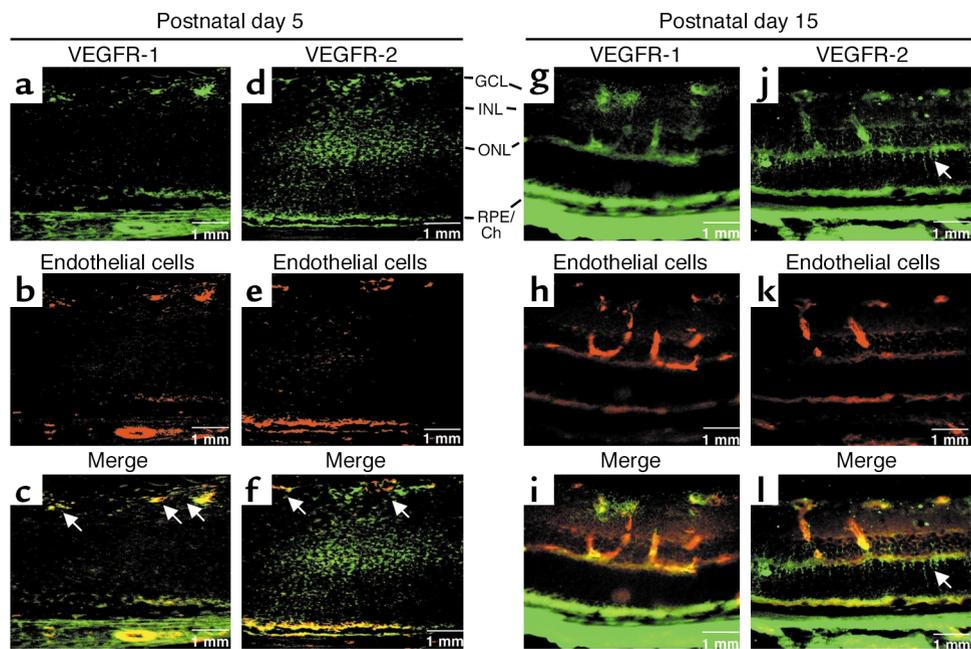 Postnatal day 5
Postnatal day 15
VEGFR-1
VEGFR-2
VEGFR-1
VEGFR-2
a
d
g
j
GCL
INL
ONL
RPE/
Ch
1 mm
1 mm
1 mm
1 mm
Endothelial cells
Endothelial cells
Endothelial cells
Endothelial cells
b
e
h
k
1 mm
1 mm
1 mm
1 mm
Merge
Merge
Merge
Merge
c
f
i
l
1 mm
1 mm
1 mm
1 mm